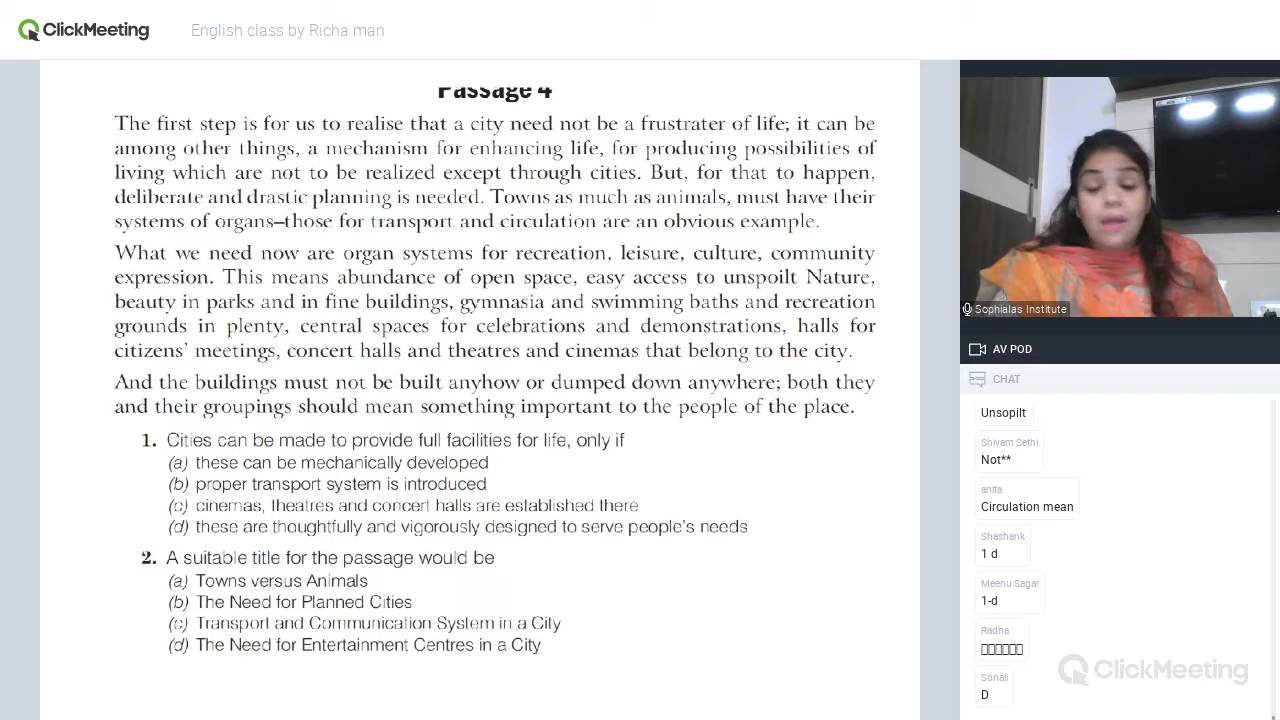 ClickMeeting
English class by Richa man
Passage 4
The first step is for us to realise that a city need not be a frustrater of life; it can be
among other things, a mechanism for enhancing life, for producing possibilities of
living which are not to be realized except through cities. But, for that to happen,
deliberate and drastic planning is needed. Towns as much as animals, must have their
systems of organs–those for transport and circulation are an obvious example.
What we need now are organ systems for recreation, leisure, culture, community
expression. This means abundance of open space, easy access to unspoilt Nature,
beauty in parks and in fine buildings, gymnasia and swimming baths and recreation
grounds in plenty, central spaces for celebrations and demonstrations, halls for
citizens’ meetings, concert halls and theatres and cinemas that belong to the city.
And the buildings must not be built anyhow or dumped down anywhere; both they
and their groupings should mean something important to the people of the place.
1. Cities can be made to provide full facilities for life, only if
(a) these can be mechanically developed
(b) proper transport system is introduced
(c) cinemas, theatres and concert halls are established there
(d) these are thoughtfully and vigorously designed to serve people’s needs
2. A suitable title for the passage would be
(a) Towns versus Animals
(b) The Need for Planned Cities
(c) Transport and Communication System in a City
(d) The Need for Entertainment Centres in a City
Sophialas Institute
AV POD
CHAT
Unsopilt
Shivam Sethi
Not**
anita
Circulation mean
Shashank
1 d
Meenu Sagar
1-d
Radha
Sonali
D
ClickMeeting